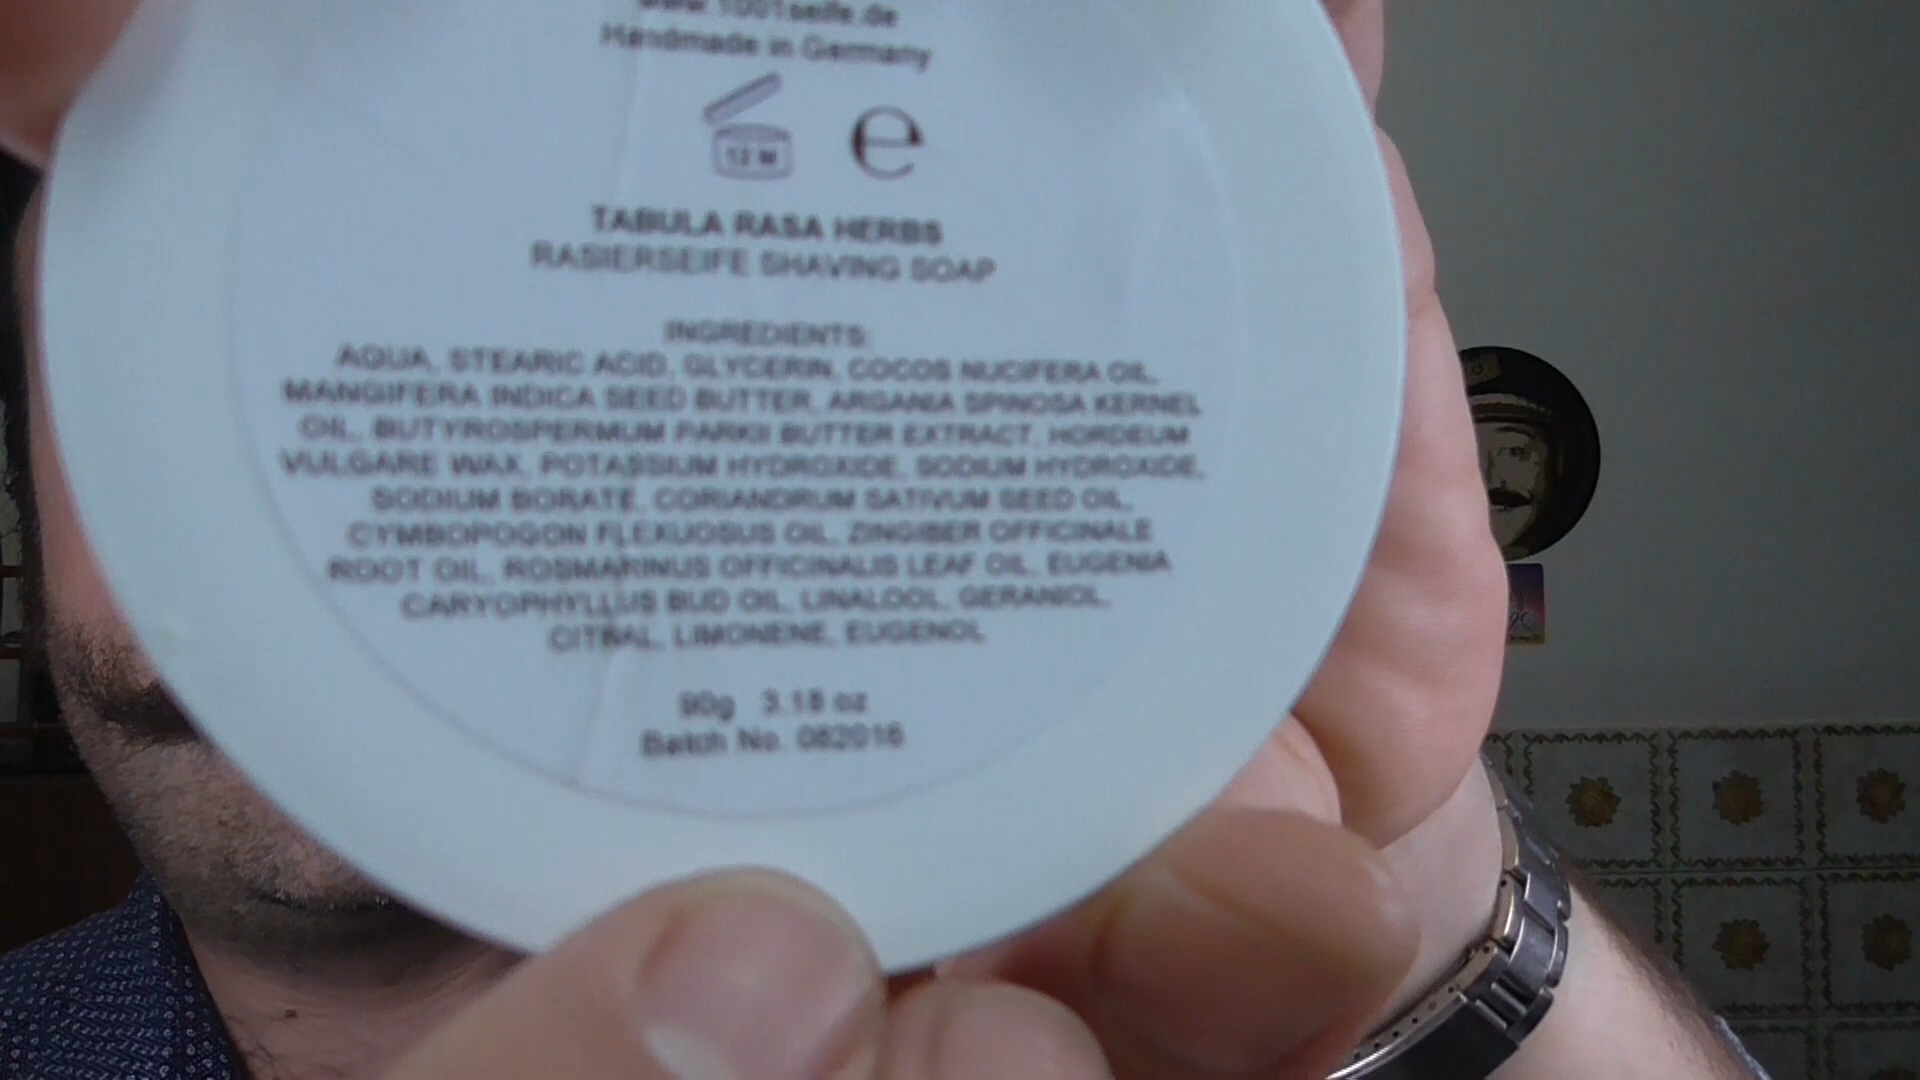 www.1001seife.de
Handmade in Germany
12 M
e
TABULA RASA HERBS
RASIERSEIFE SHAVING SOAP
INGREDIENTS:
AQUA, STEARIC ACID, GLYCERIN, COCOS NUCIFERA OIL,
MANGIFERA INDICA SEED BUTTER, ARGANIA SPINOSA KERNEL
OIL, BUTYROSPERMUM PARKII BUTTER EXTRACT, HORDEUM
VULGARE WAX, POTASSIUM HYDROXIDE, SODIUM HYDROXIDE,
SODIUM BORATE, CORIANDRUM SATIVUM SEED OIL,
CYMBOPOGON FLEXUOSUS OIL, ZINGIBER OFFICINALE
ROOT OIL, ROSMARINUS OFFICINALIS LEAF OIL, EUGENIA
CARYOPHYLLUS BUD OIL, LINALOOL, GERANIOL,
CITRAL, LIMONENE, EUGENOL
90g 3.18 oz
Batch No. 082016